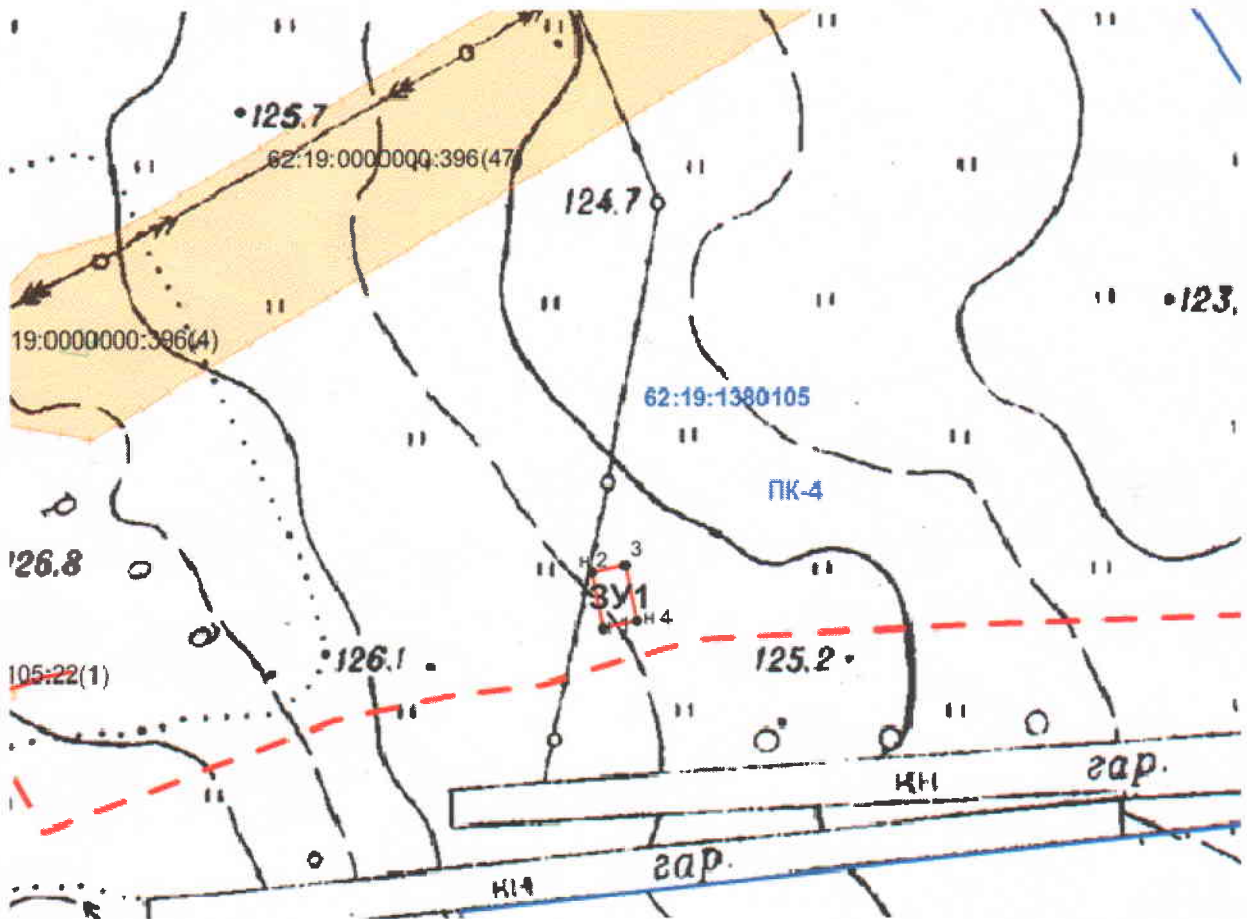 125.7
62:19:0000000:396(47)
124.7
123.
19:0000000:396(4)
62:19:1380105
ПК-4
126.8
н2
3
ЗУ1
н4
105:22(1)
126.1
125.2
гар.
КН
гар.
КН